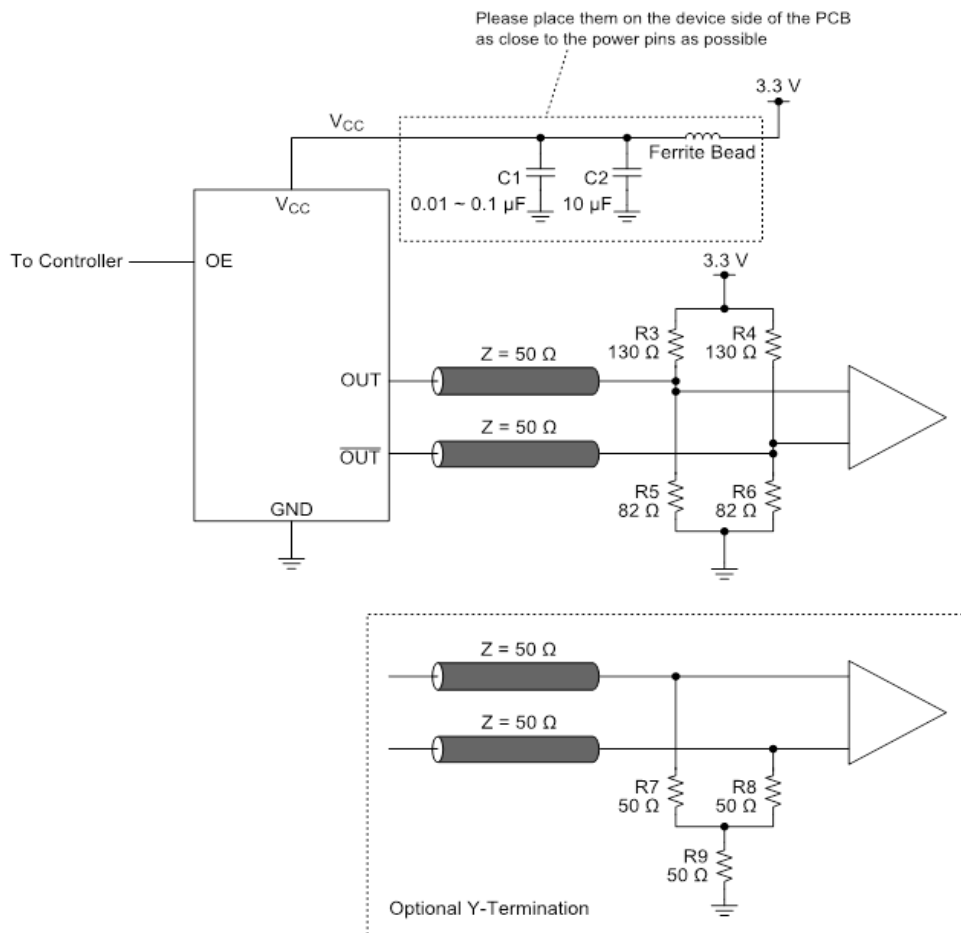 Please place them on the device side of the PCB
as close to the power pins as possible
3.3 V
VCC
Ferrite Bead
C1
C2
0.01 ~ 0.1 µF
10 µF
VCC
To Controller
OE
3.3 V
R3
130 Ω
R4
130 Ω
Z = 50 Ω
OUT
Z = 50 Ω
OUT
R5
82 Ω
R6
82 Ω
GND
Z = 50 Ω
Z = 50 Ω
R7
50 Ω
R8
50 Ω
R9
50 Ω
Optional Y-Termination